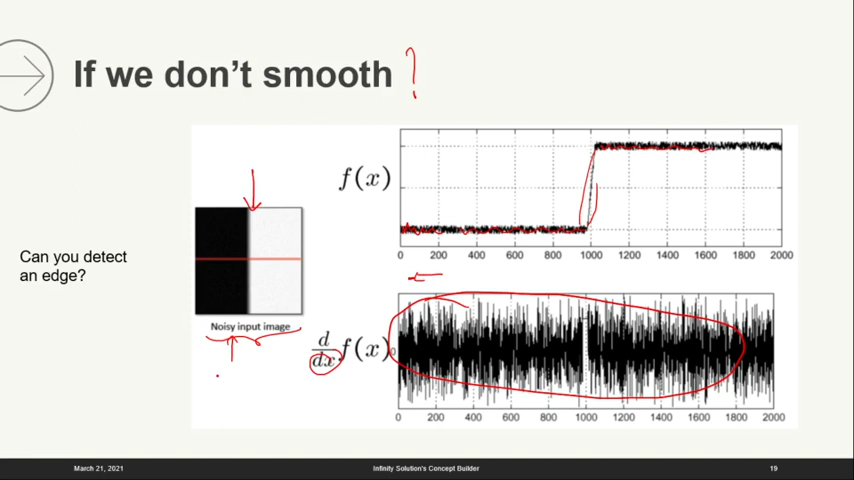 If we don't smooth ?
f(x)
0 200 400 600 800 1000 1200 1400 1600 1800 2000
Can you detect
an edge?
Noisy input image
d
dx
f(x)
0
0 200 400 600 800 1000 1200 1400 1600 1800 2000
March 21, 2021
Infinity Solution's Concept Builder
19